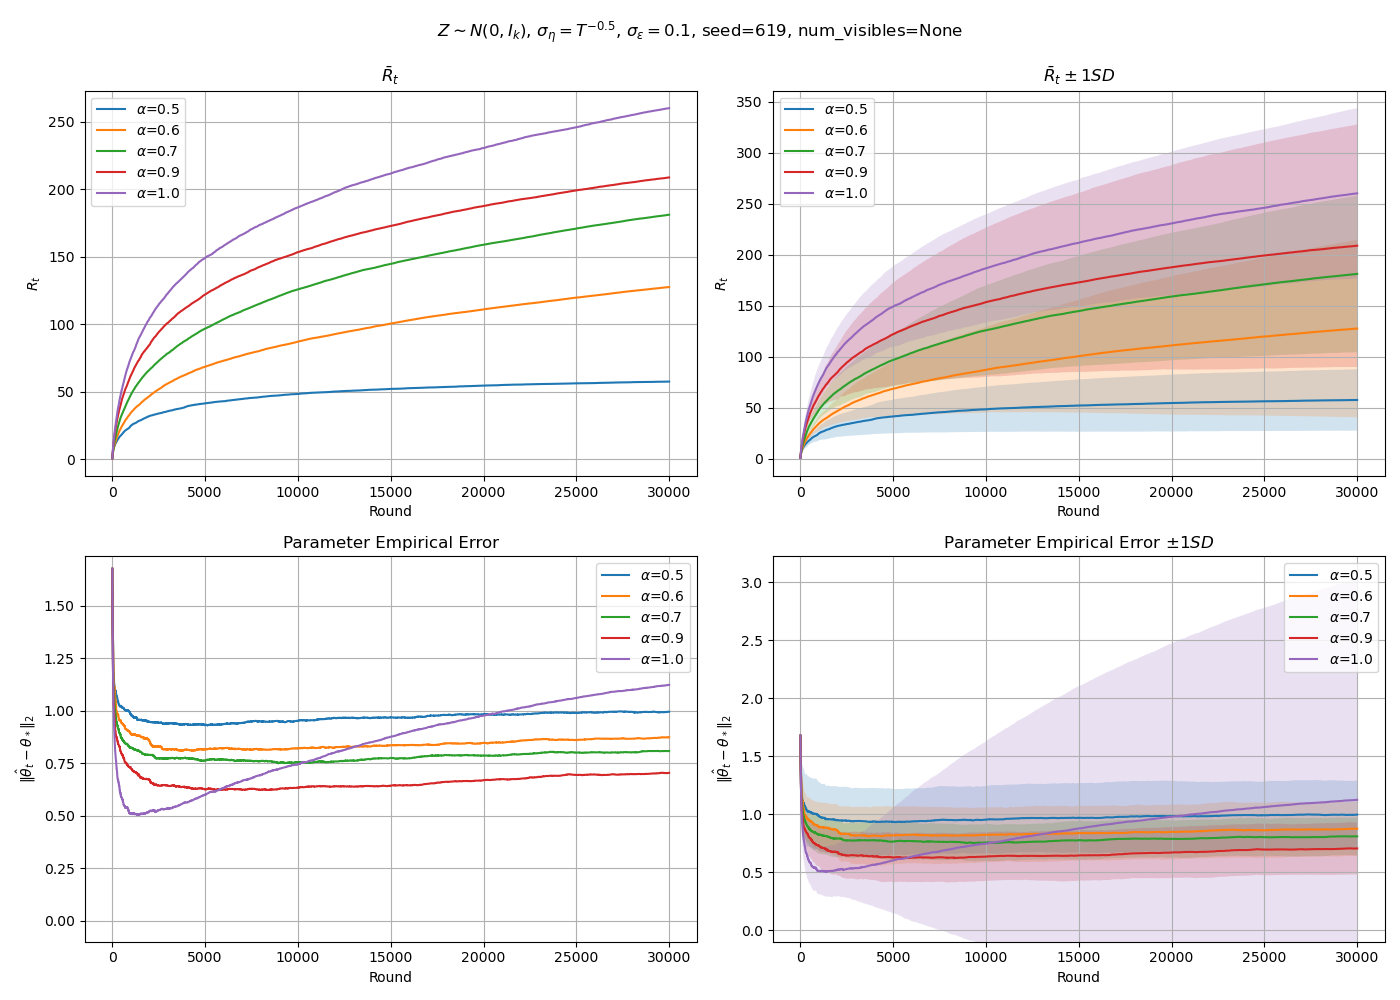 Z ∼ N(0, I_k), σ_η = T^{−0.5}, σ_ε = 0.1, seed=619, num_visibles=None
R̄_t
R_t
250
200
150
100
50
0
α=0.5
α=0.6
α=0.7
α=0.9
α=1.0
0 5000 10000 15000 20000 25000 30000
Round
R̄_t ± 1SD
R_t
350
300
250
200
150
100
50
0
α=0.5
α=0.6
α=0.7
α=0.9
α=1.0
0 5000 10000 15000 20000 25000 30000
Round
Parameter Empirical Error
‖θ̂_t − θ_*‖_2
1.50
1.25
1.00
0.75
0.50
0.25
0.00
α=0.5
α=0.6
α=0.7
α=0.9
α=1.0
0 5000 10000 15000 20000 25000 30000
Round
Parameter Empirical Error ±1SD
‖θ̂_t − θ_*‖_2
3.0
2.5
2.0
1.5
1.0
0.5
0.0
α=0.5
α=0.6
α=0.7
α=0.9
α=1.0
0 5000 10000 15000 20000 25000 30000
Round